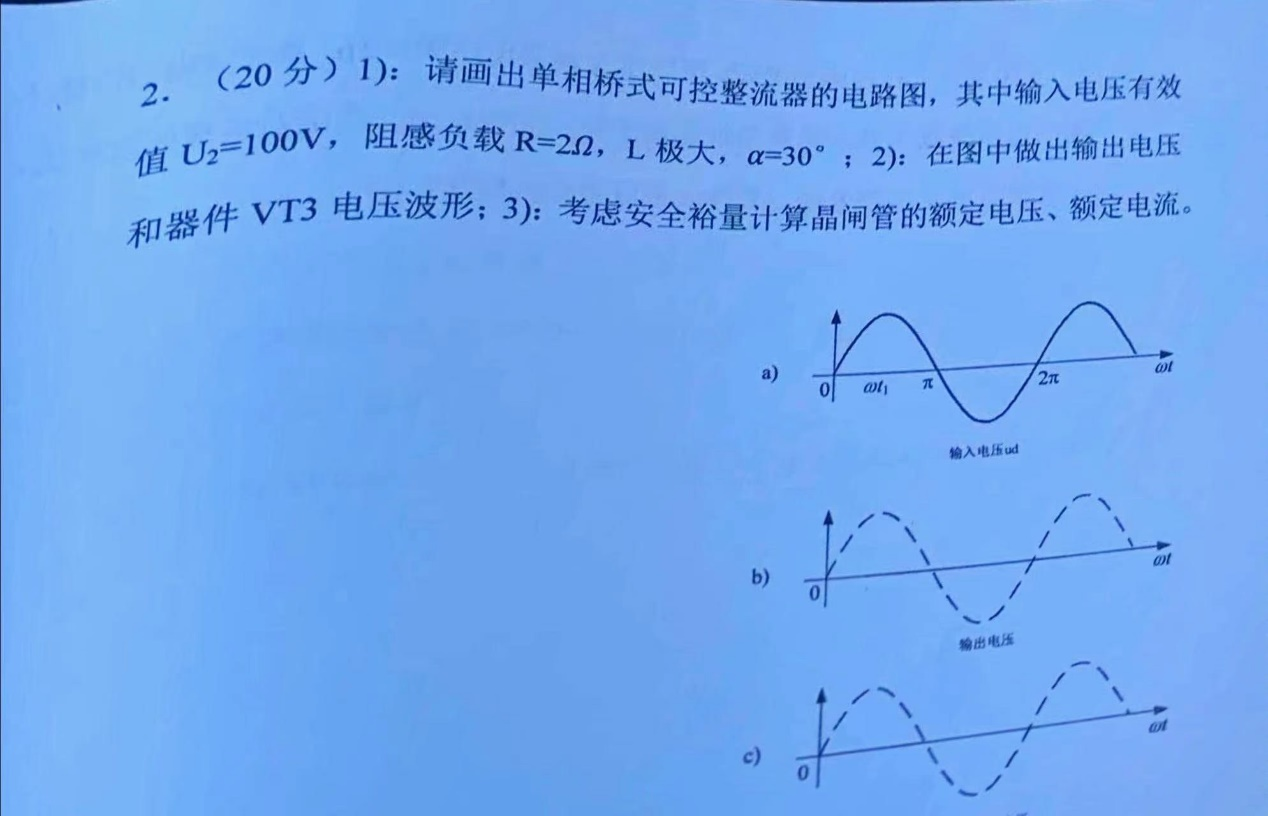 2. （20 分）1)：请画出单相桥式可控整流器的电路图，其中输入电压有效
值 U₂=100V，阻感负载 R=2Ω，L 极大，α=30°；2)：在图中做出输出电压
和器件 VT3 电压波形；3)：考虑安全裕量计算晶闸管的额定电压、额定电流。
a)
0
ωt₁
π
2π
ωt
输入电压ud
b)
0
ωt
输出电压
c)
0
ωt